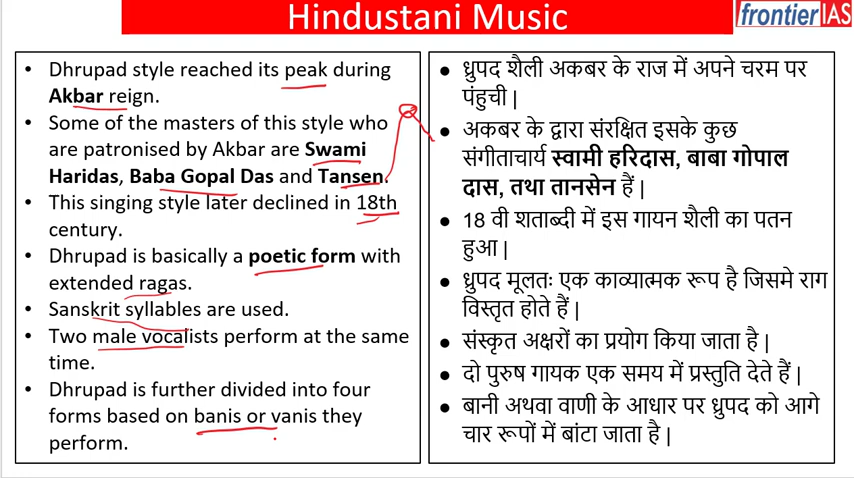 Hindustani Music
frontier IAS
• Dhrupad style reached its peak during
Akbar reign.
• Some of the masters of this style who
are patronised by Akbar are Swami
Haridas, Baba Gopal Das and Tansen.
• This singing style later declined in 18th
century.
• Dhrupad is basically a poetic form with
extended ragas.
• Sanskrit syllables are used.
• Two male vocalists perform at the same
time.
• Dhrupad is further divided into four
forms based on banis or vanis they
perform.
• ध्रुपद शैली अकबर के राज में अपने चरम पर
पंहुची |
• अकबर के द्वारा संरक्षित इसके कुछ
संगीताचार्य स्वामी हरिदास, बाबा गोपाल
दास, तथा तानसेन हैं |
• 18 वी शताब्दी में इस गायन शैली का पतन
हुआ |
• ध्रुपद मूलतः एक काव्यात्मक रूप है जिसमे राग
विस्तृत होते हैं |
• संस्कृत अक्षरों का प्रयोग किया जाता है |
• दो पुरुष गायक एक समय में प्रस्तुति देते हैं |
• बानी अथवा वाणी के आधार पर ध्रुपद को आगे
चार रूपों में बांटा जाता है |